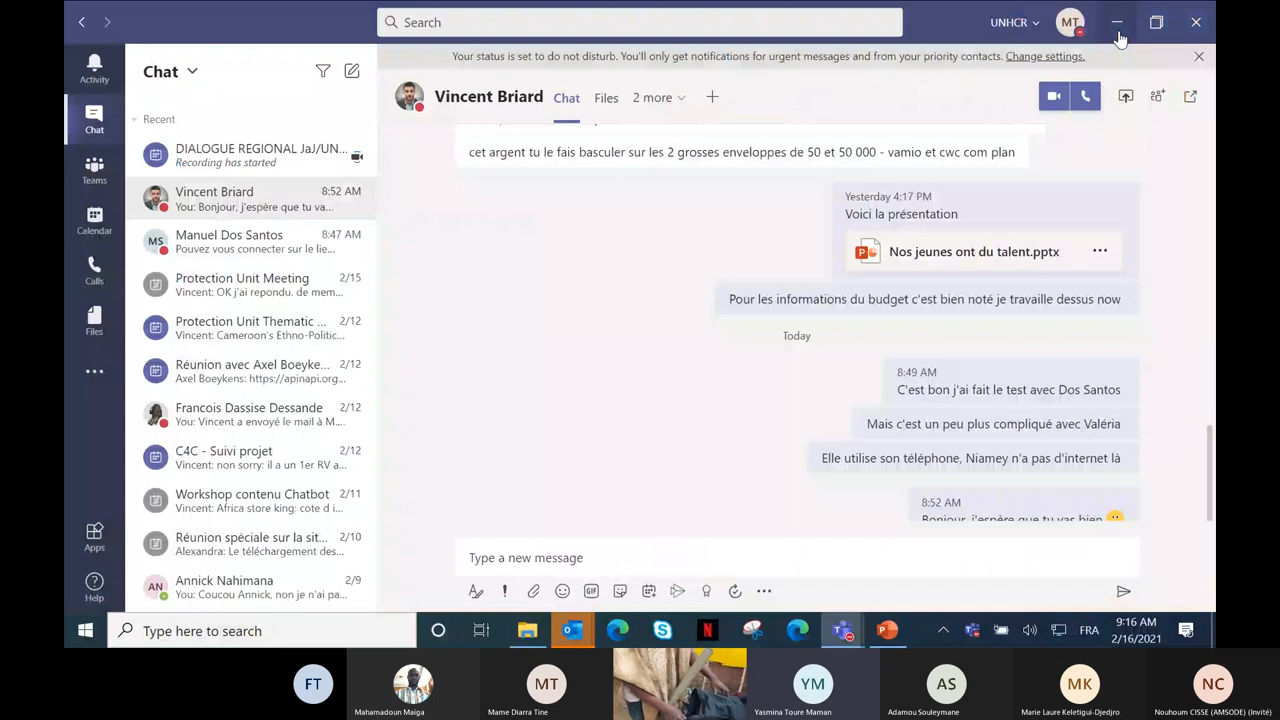 Search
UNHCR
MT
Your status is set to do not disturb. You'll only get notifications for urgent messages and from your priority contacts. Change settings.
Activity
Chat
Teams
Calendar
Calls
Files
Apps
Help
Chat
Recent
DIALOGUE REGIONAL JaJ/UN...
Recording has started
Vincent Briard 8:52 AM
You: Bonjour, j'espère que tu va...
MS
Manuel Dos Santos 8:47 AM
Pouvez vous connecter sur le lie...
Protection Unit Meeting 2/15
Vincent: OK j'ai repondu. de mem...
Protection Unit Thematic ... 2/12
Vincent: Cameroon's Ethno-Politic...
Réunion avec Axel Boeyke... 2/12
Axel Boeykens: https://apinapi.org...
Francois Dassise Dessande 2/12
You: Vincent a envoyé le mail à M...
C4C - Suivi projet 2/12
Vincent: non sorry: il a un 1er RV a...
Workshop contenu Chatbot 2/11
Vincent: Africa store king: cote d i...
Réunion spéciale sur la sit... 2/10
Alexandra: Le téléchargement des...
AN
Annick Nahimana 2/9
You: Coucou Annick, non je n'ai pa...
Vincent Briard Chat Files 2 more
cet argent tu le fais basculer sur les 2 grosses enveloppes de 50 et 50 000 - vamio et cwc com plan
Yesterday 4:17 PM
Voici la présentation
Nos jeunes ont du talent.pptx
Pour les informations du budget c'est bien noté je travaille dessus now
Today
8:49 AM
C'est bon j'ai fait le test avec Dos Santos
Mais c'est un peu plus compliqué avec Valéria
Elle utilise son téléphone, Niamey n'a pas d'internet là
8:52 AM
Bonjour, j'espère que tu vas bien
Type a new message
GIF
Type here to search
FRA
9:16 AM
2/16/2021
FT
Mahamadoun Maiga
MT
Mame Diarra Tine
YM
Yasmina Toure Maman
AS
Adamou Souleymane
MK
Marie Laure Keletigui-Djedjro
NC
Nouhoum CISSE (AMSODE) (Invité)